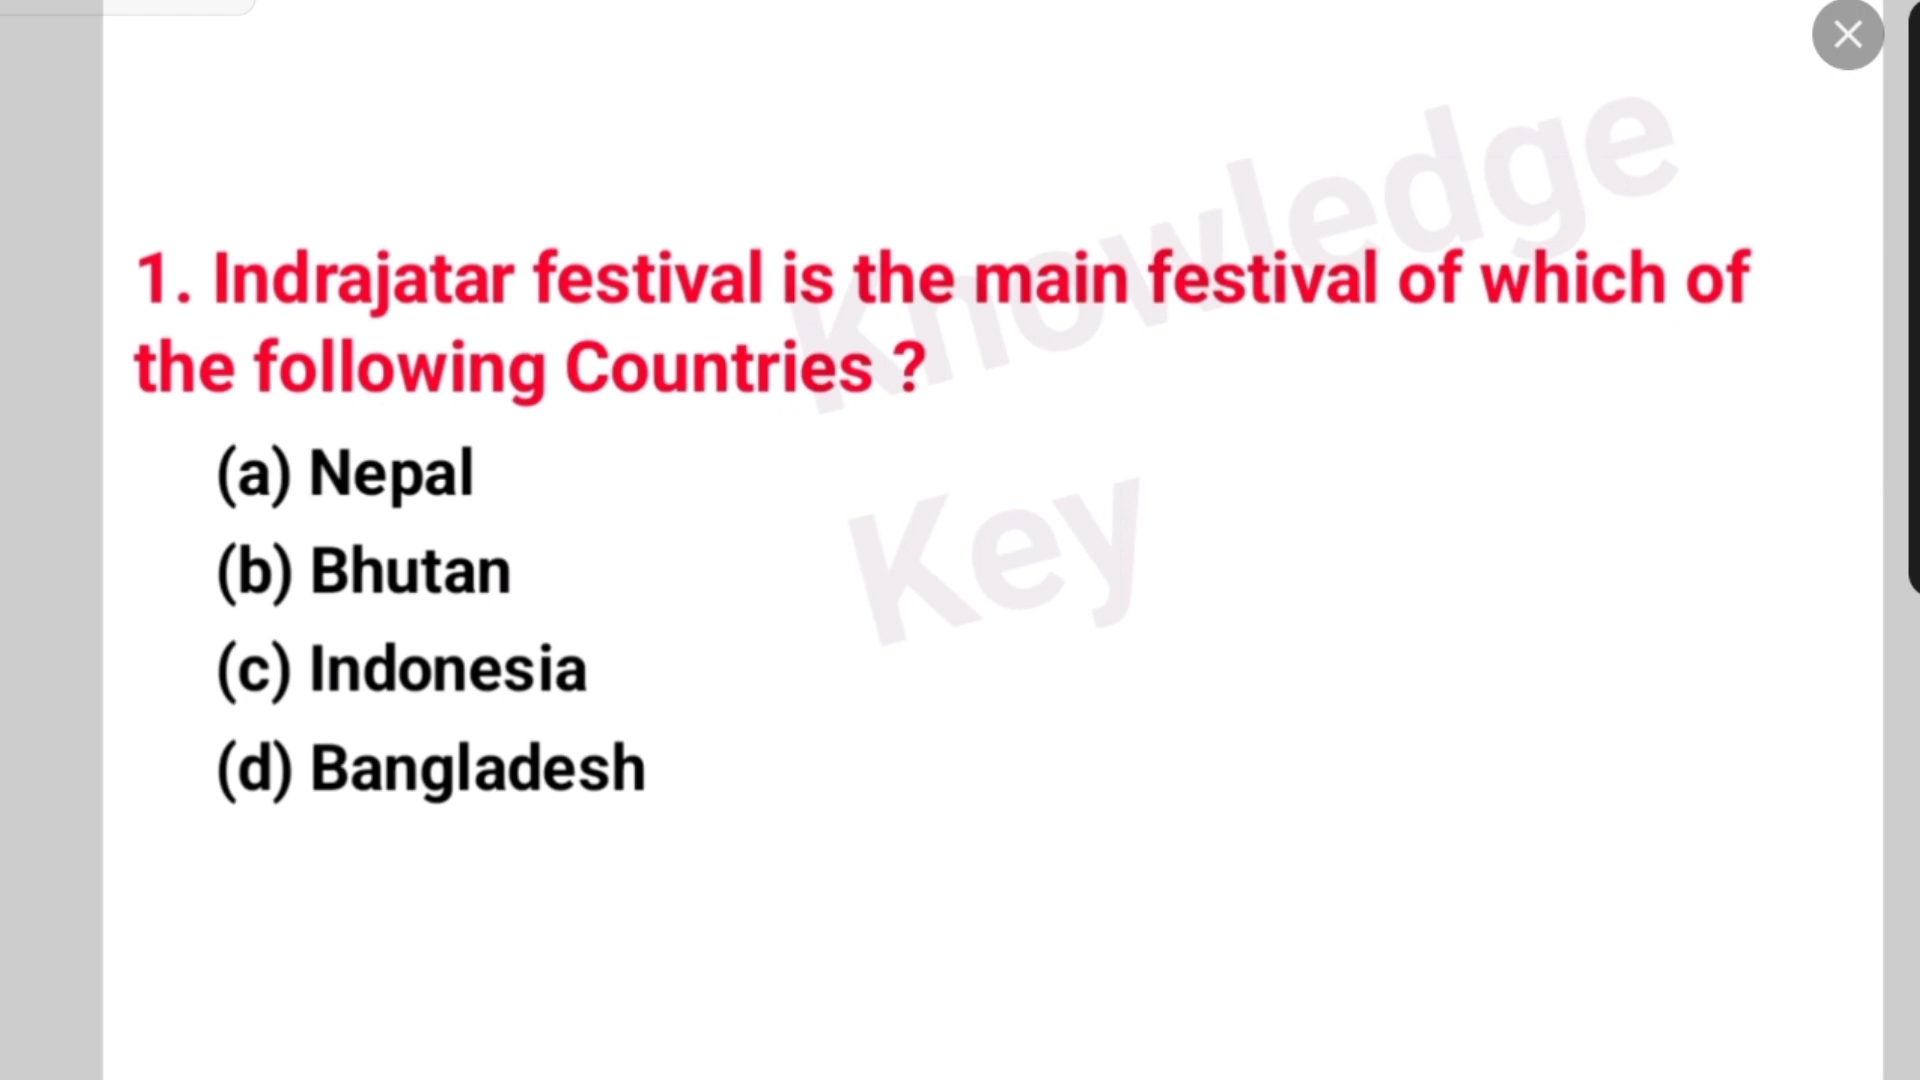 Knowledge
1. Indrajatar festival is the main festival of which of
the following Countries ?
(a) Nepal
Key
(b) Bhutan
(c) Indonesia
(d) Bangladesh